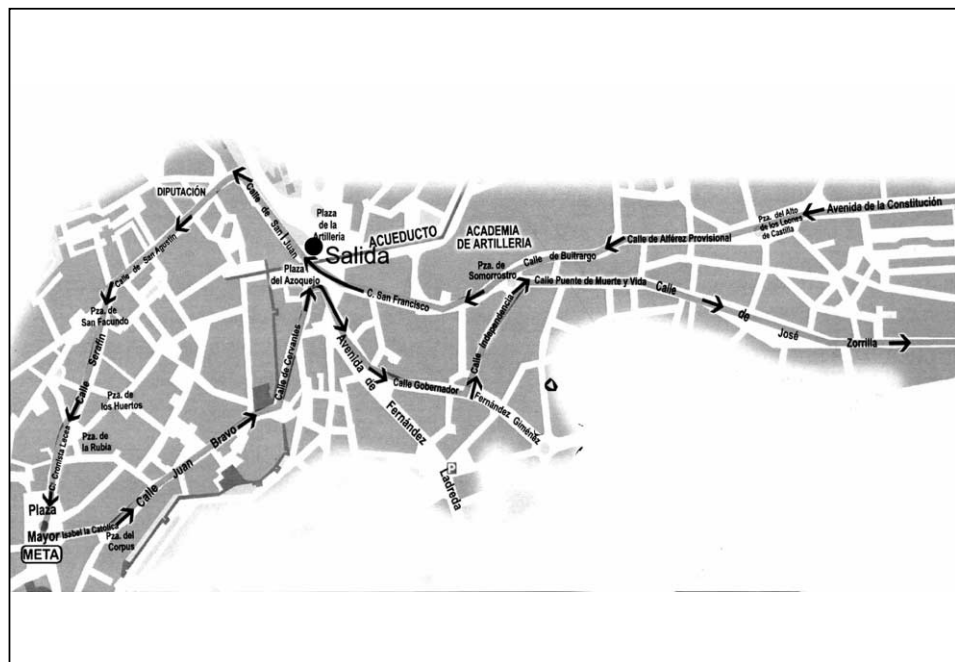 DIPUTACIÓN
Calle de San Agustín
Pza. de
San Facundo
Calle Serafín
Pza. de
los Huertos
Pza. de
la Rubia
C. Cronista Lecea
Plaza
Mayor
META
Isabel la Católica
Pza. del
Corpus
Calle Juan Bravo
Calle de Cervantes
Calle de San Juan
Plaza
de la
Artillería
Salida
Plaza
del Azoguejo
ACUEDUCTO
ACADEMIA
DE ARTILLERIA
C. San Francisco
Avenida de Fernández
Ladreda
P
Calle Gobernador
Fernández Giménez
Calle Independencia
Pza. de
Somorrostro
Calle de Buitrago
Calle de Alférez Provisional
Pza. del Alto
de los Leones
de Castilla
Avenida de la Constitución
Calle Puente de Muerte y Vida
Calle de José Zorrilla